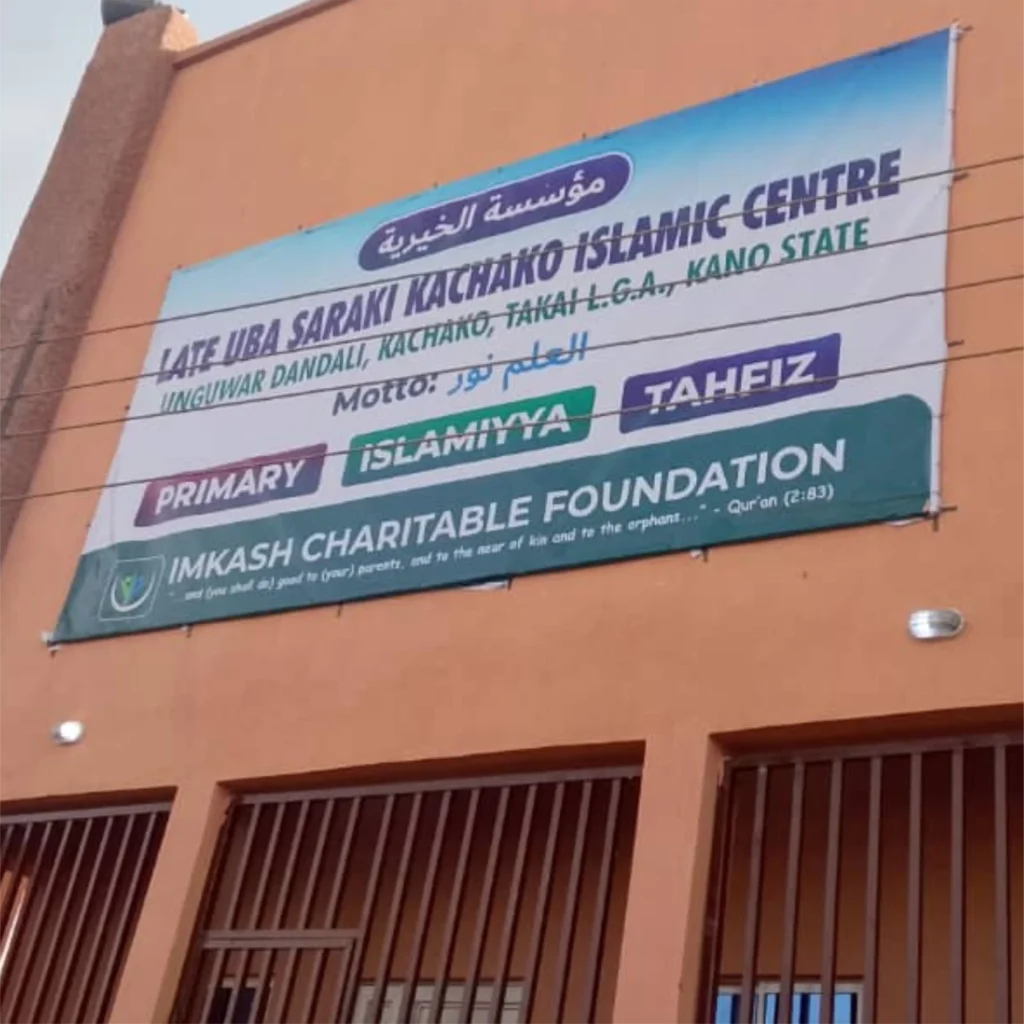 مؤسسة الخيرية
LATE UBA SARAKI KACHAKO ISLAMIC CENTRE
UNGUWAR DANDALI, KACHAKO, TAKAI L.G.A., KANO STATE
Motto: العلم نور
PRIMARY ISLAMIYYA TAHFIZ
IMKASH CHARITABLE FOUNDATION
" and (you shall do) good to (your) parents, and to the near of kin and to the orphans..." - Qur'an (2:83)